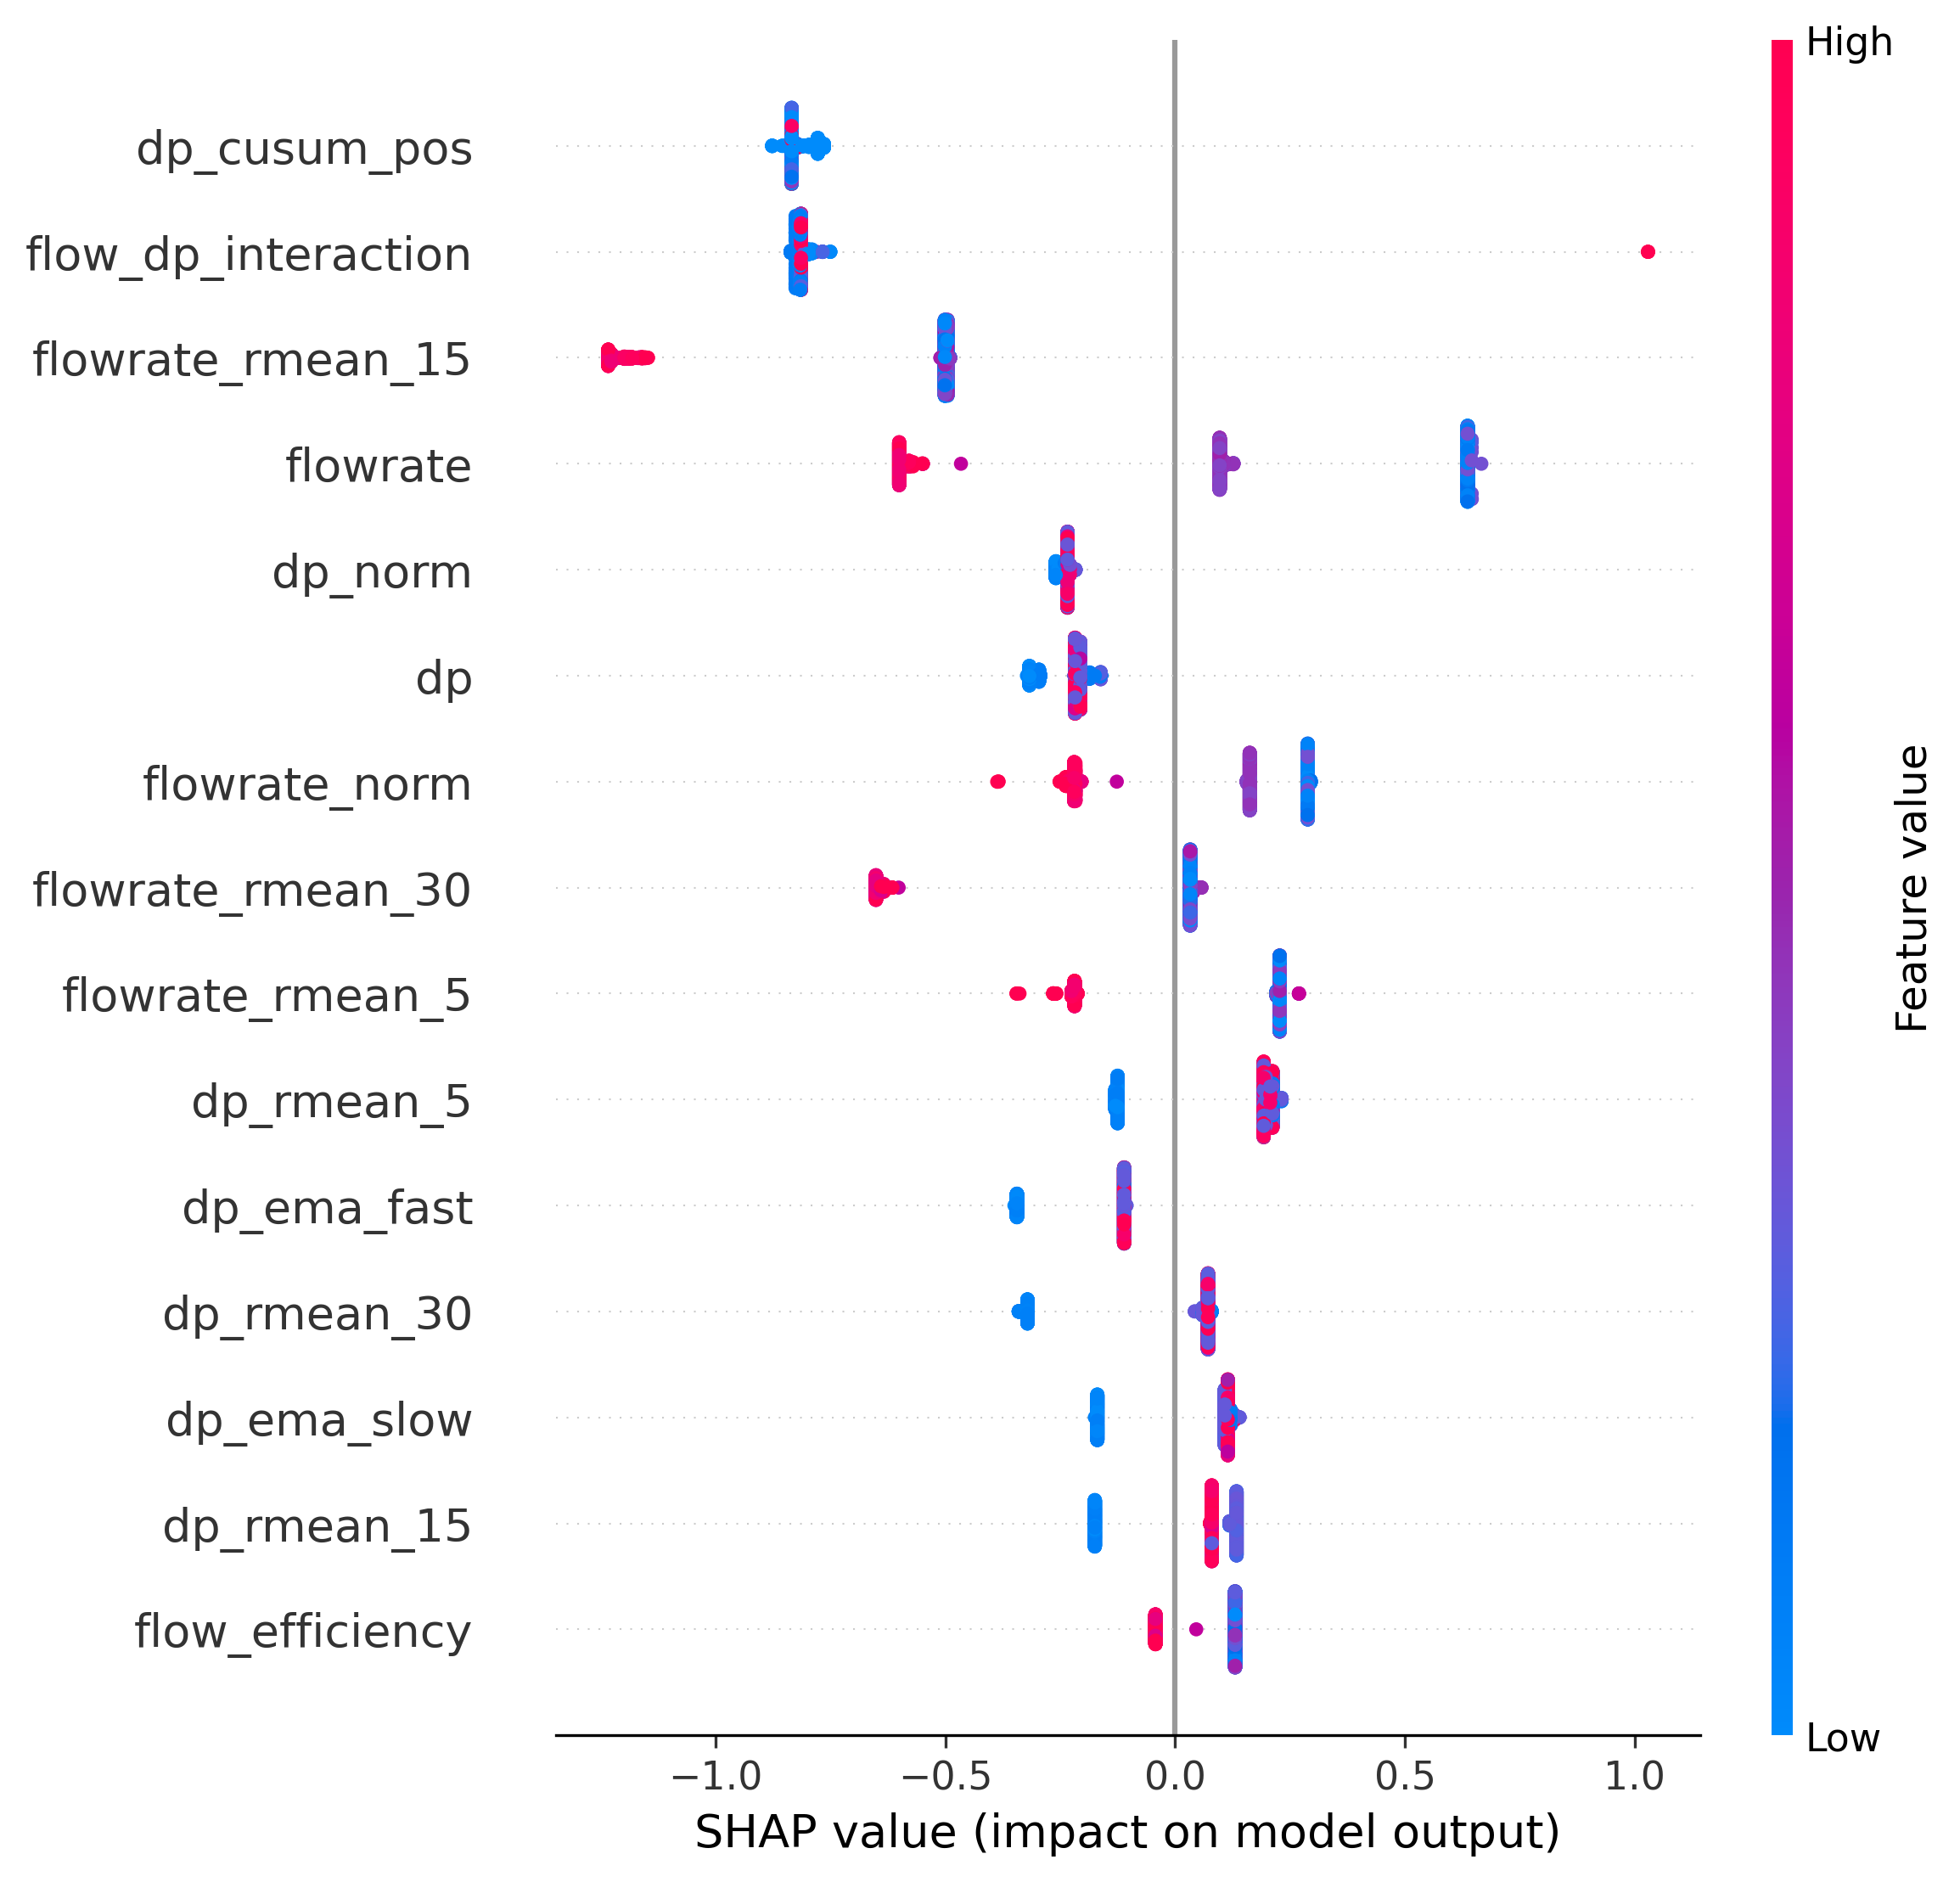 High
dp_cusum_pos
flow_dp_interaction
flowrate_rmean_15
flowrate
dp_norm
dp
flowrate_norm
flowrate_rmean_30
flowrate_rmean_5
dp_rmean_5
dp_ema_fast
dp_rmean_30
dp_ema_slow
dp_rmean_15
flow_efficiency
Feature value
Low
−1.0 −0.5 0.0 0.5 1.0
SHAP value (impact on model output)